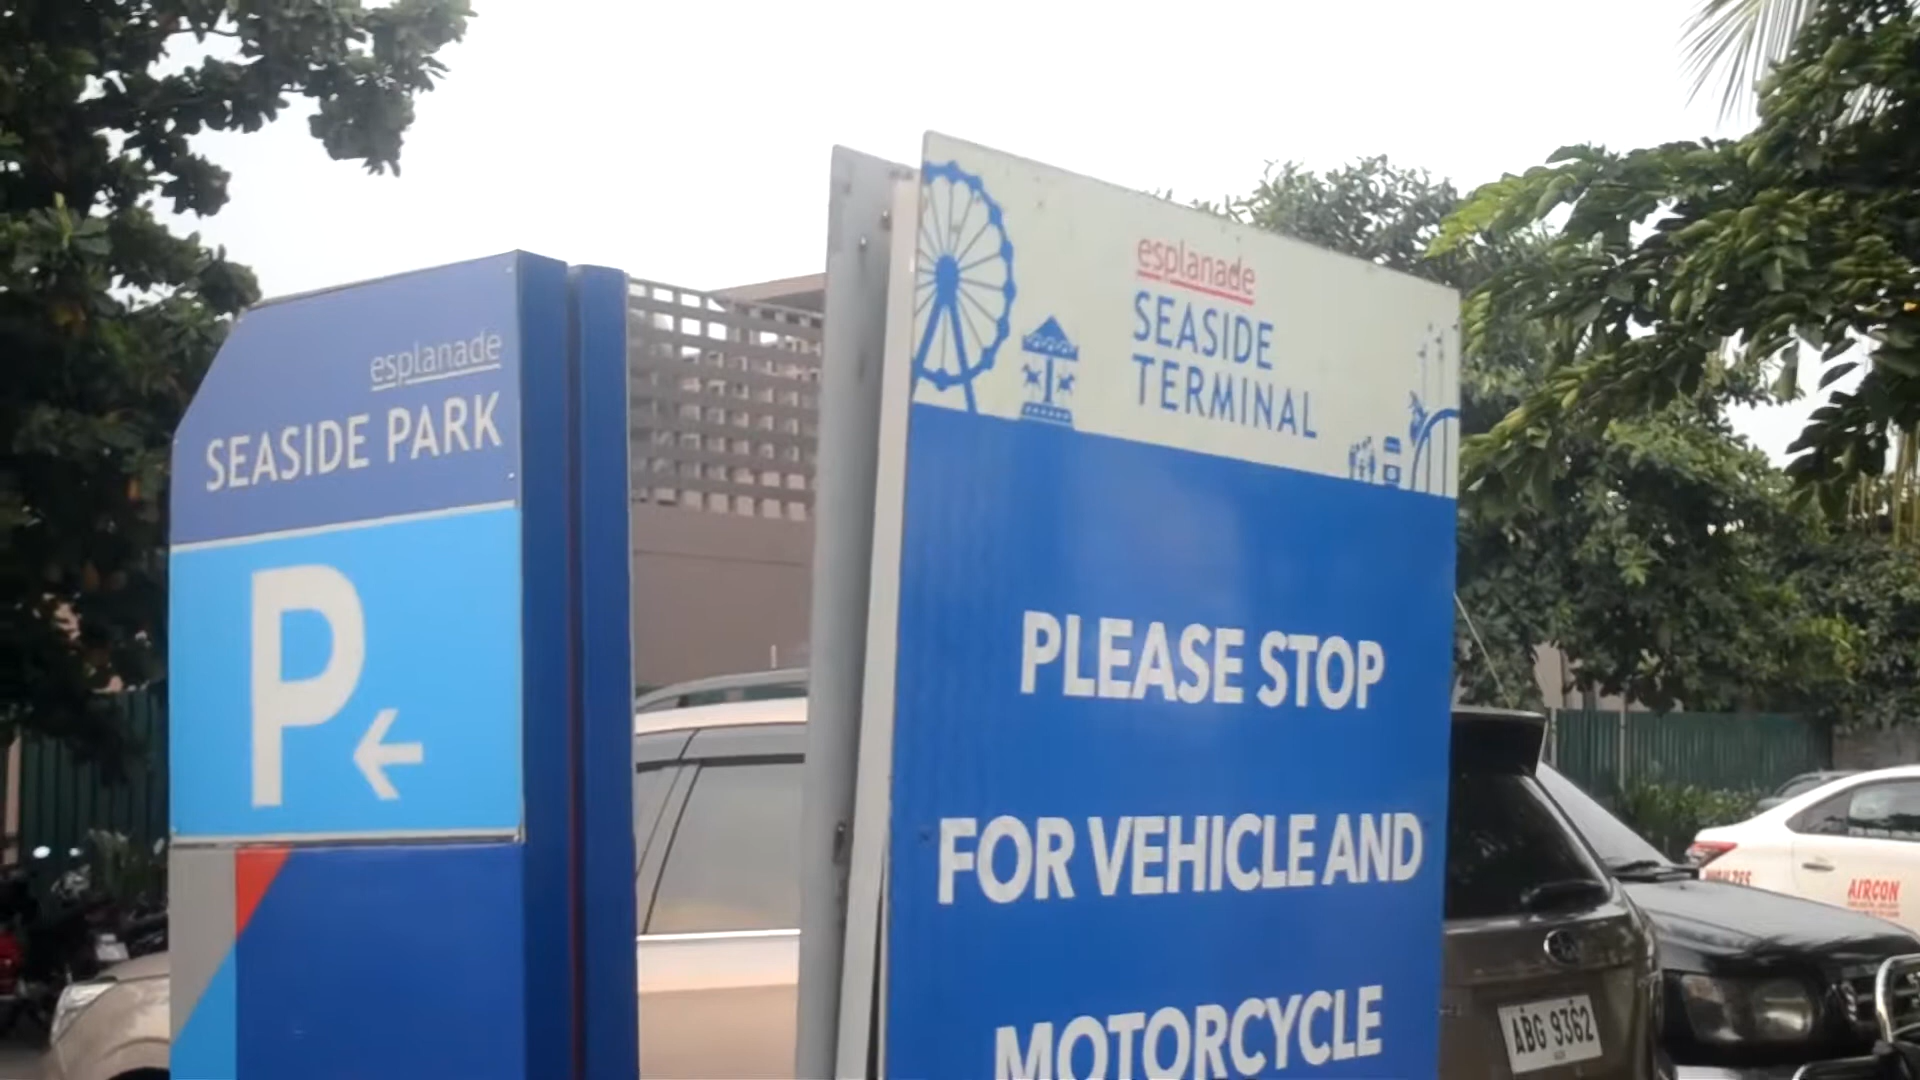 esplanade
SEASIDE PARK
P
esplanade
SEASIDE
TERMINAL
PLEASE STOP
FOR VEHICLE AND
MOTORCYCLE
ABG 9362
AIRCON